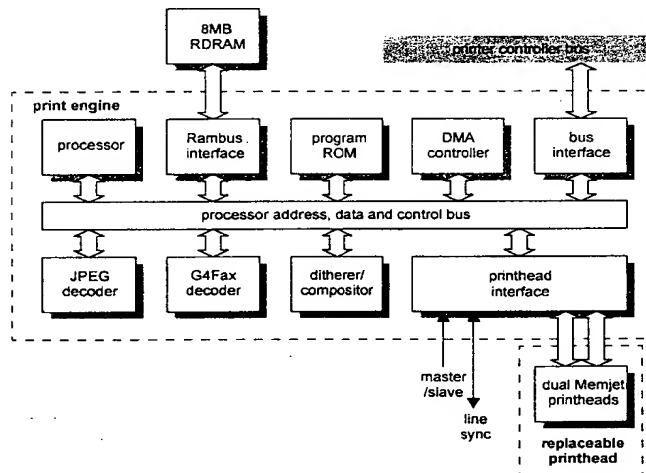 8MB
RDRAM
printer controller bus
print engine
processor
Rambus
interface
program
ROM
DMA
controller
bus
interface
processor address, data and control bus
JPEG
decoder
G4Fax
decoder
ditherer/
compositor
printhead
interface
master
/slave
line
sync
dual Memjet
printheads
replaceable
printhead